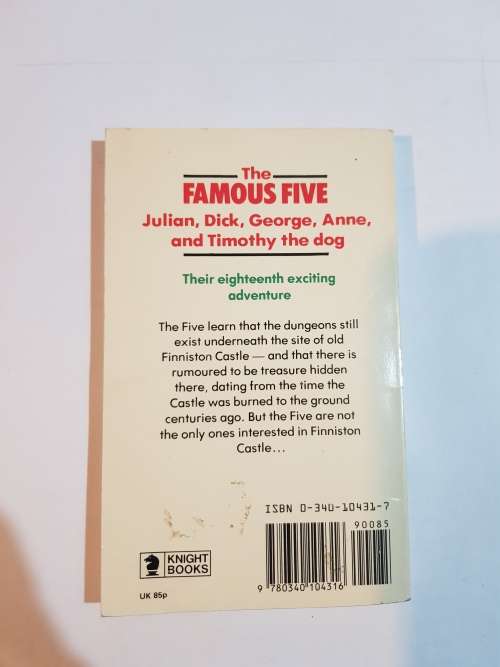 The
FAMOUS FIVE
Julian, Dick, George, Anne,
and Timothy the dog
Their eighteenth exciting
adventure
The Five learn that the dungeons still
exist underneath the site of old
Finniston Castle — and that there is
rumoured to be treasure hidden
there, dating from the time the
Castle was burned to the ground
centuries ago. But the Five are not
the only ones interested in Finniston
Castle...
ISBN 0-340-10431-7
90085
KNIGHT
BOOKS
9 780340 104316
UK 85p